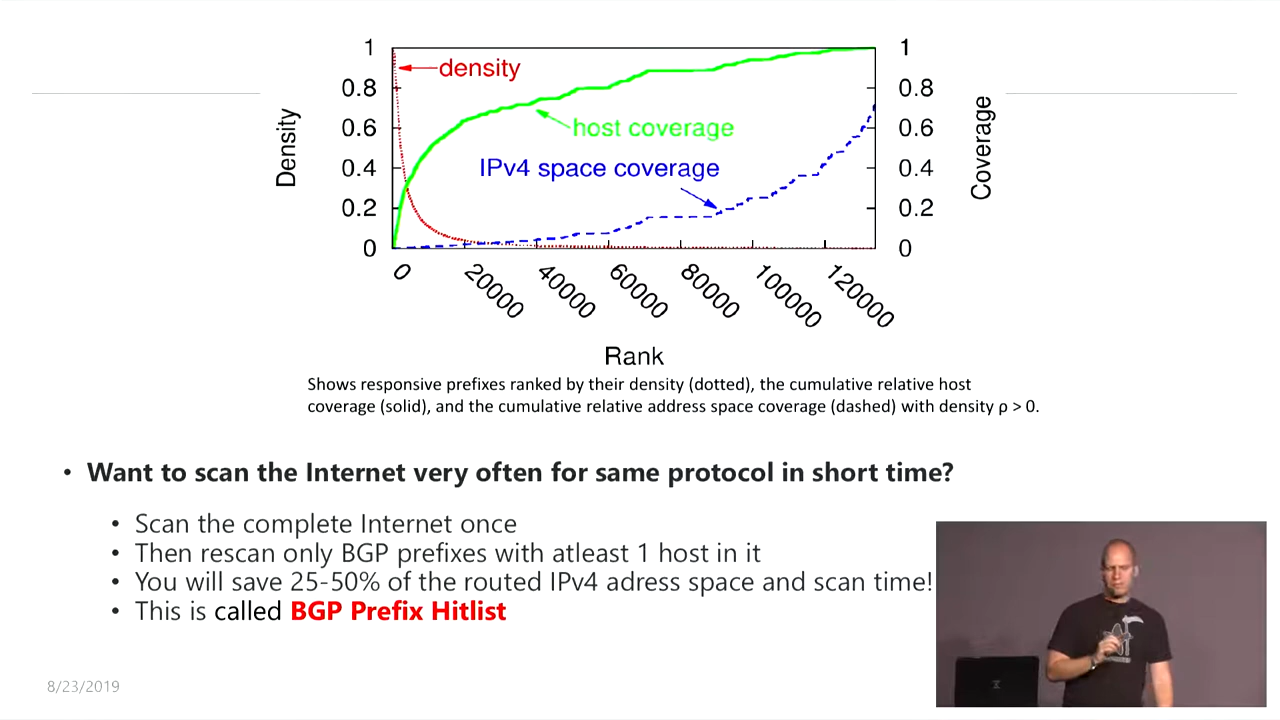 1
0.8
0.6
0.4
0.2
0
Density
density
host coverage
IPv4 space coverage
1
0.8
0.6
0.4
0.2
0
Coverage
0
20000
40000
60000
80000
100000
120000
Rank
Shows responsive prefixes ranked by their density (dotted), the cumulative relative host
coverage (solid), and the cumulative relative address space coverage (dashed) with density ρ > 0.
• Want to scan the Internet very often for same protocol in short time?
• Scan the complete Internet once
• Then rescan only BGP prefixes with atleast 1 host in it
• You will save 25-50% of the routed IPv4 adress space and scan time!
• This is called BGP Prefix Hitlist
8/23/2019